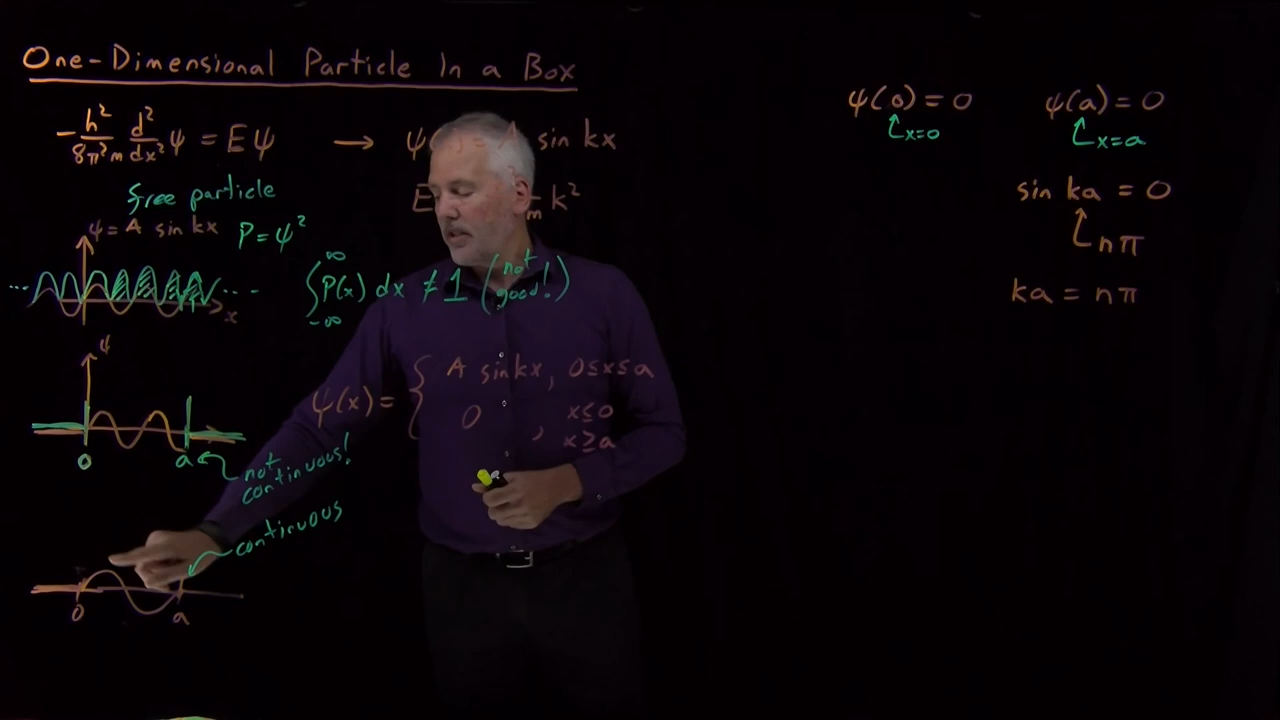 One-Dimensional Particle In a Box
-h²/8π²m d²/dx² ψ = Eψ → ψ sin kx
E m k²
free particle
ψ = A sin kx P = ψ²
∫ P(x) dx ≠ 1 (not good!)
∞
-∞
... ...
x
ψ
ψ(x) = { A sin kx, 0≤x≤a
0 , x≤0
x≥a
0 a
not continuous!
continuous
0 a
ψ(0) = 0 ψ(a) = 0
x=0 x=a
sin ka = 0
nπ
ka = nπ